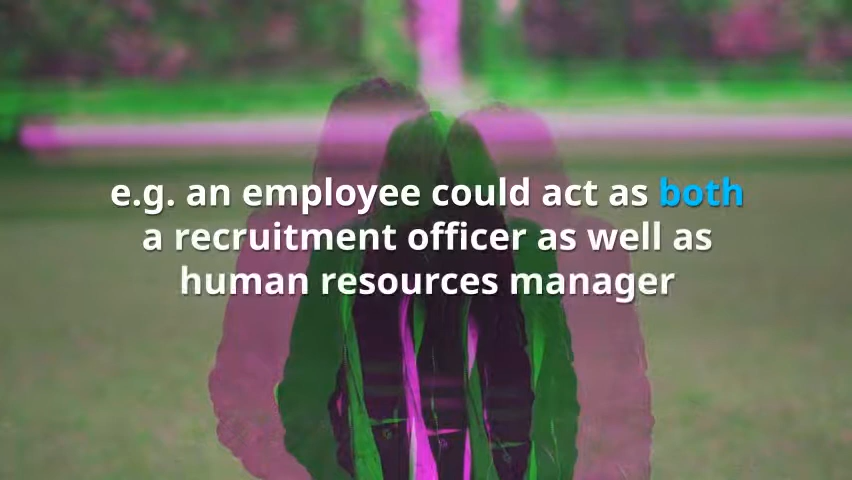 e.g. an employee could act as both
a recruitment officer as well as
human resources manager